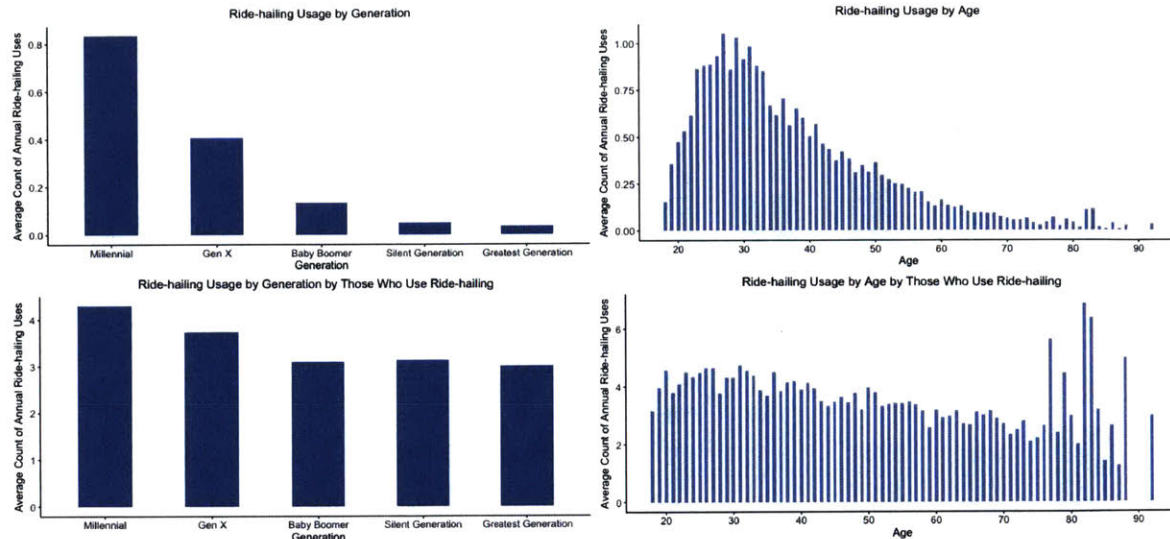 Ride-hailing Usage by Generation
Average Count of Annual Ride-hailing Uses
0.8
0.6
0.4
0.2
0.0
Millennial Gen X Baby Boomer Silent Generation Greatest Generation
Generation
Ride-hailing Usage by Age
Average Count of Annual Ride-hailing Uses
1.00
0.75
0.50
0.25
0.00
20 30 40 50 60 70 80 90
Age
Ride-hailing Usage by Generation by Those Who Use Ride-hailing
Average Count of Annual Ride-hailing Uses
4
3
2
1
0
Millennial Gen X Baby Boomer Silent Generation Greatest Generation
Generation
Ride-hailing Usage by Age by Those Who Use Ride-hailing
Average Count of Annual Ride-hailing Uses
6
4
2
0
20 30 40 50 60 70 80 90
Age